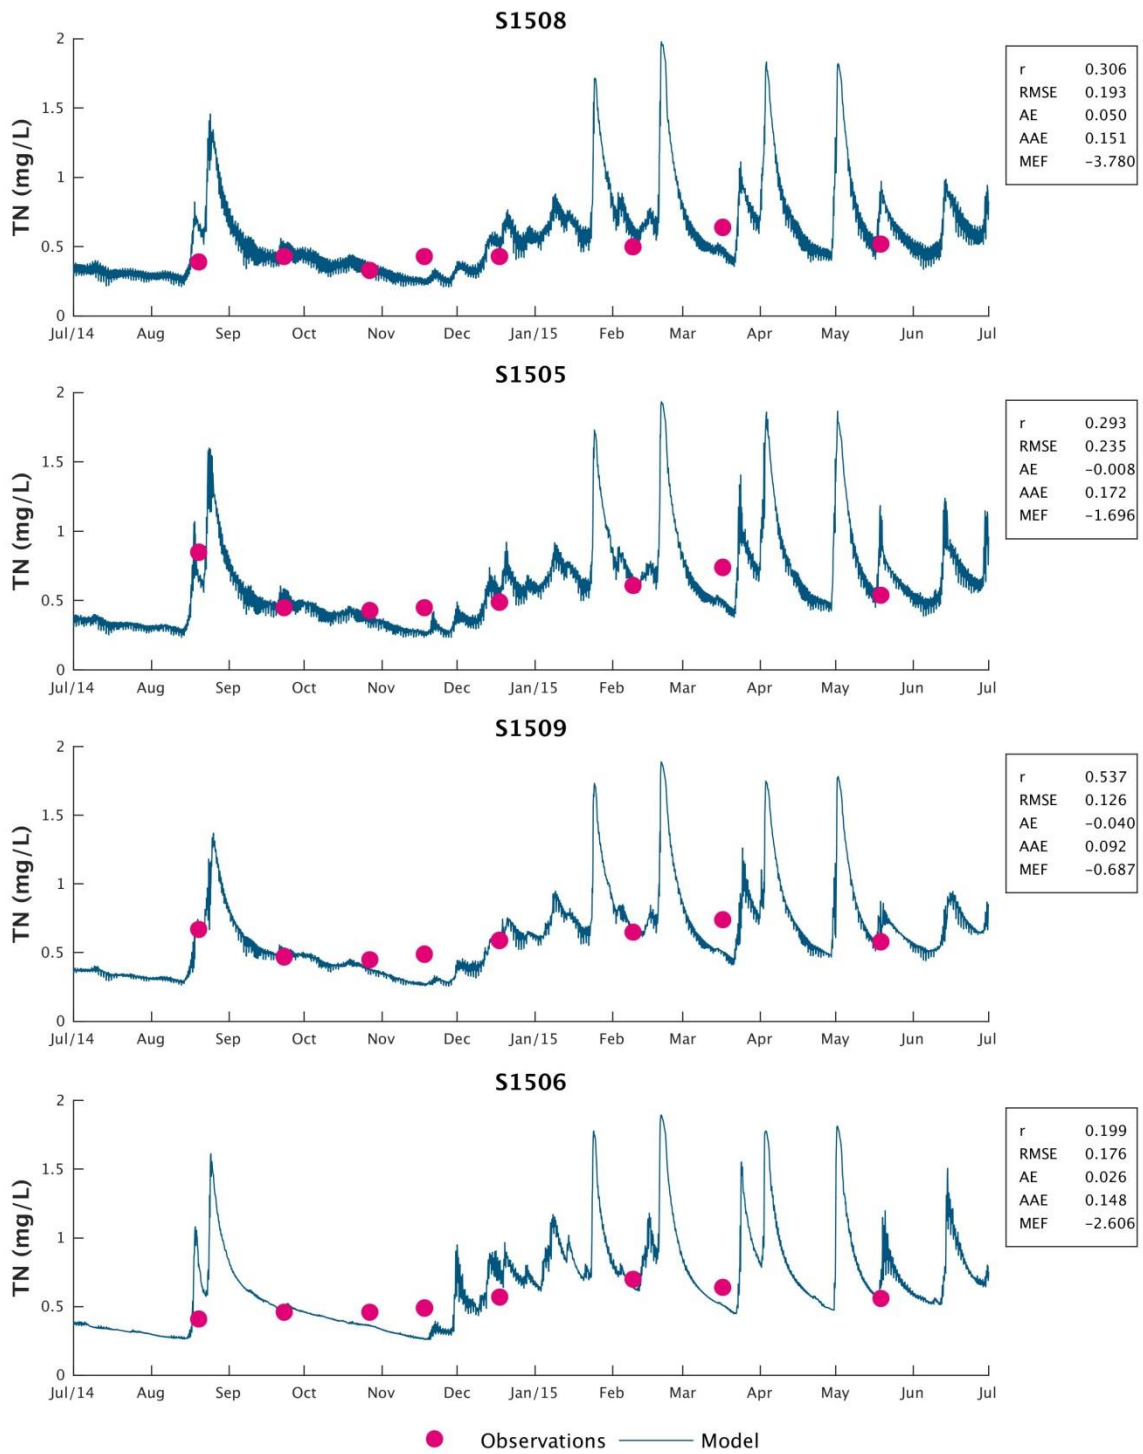 S1508
TN (mg/L)
2
1.5
1
0.5
0
Jul/14 Aug Sep Oct Nov Dec Jan/15 Feb Mar Apr May Jun Jul
r 0.306
RMSE 0.193
AE 0.050
AAE 0.151
MEF −3.780
S1505
TN (mg/L)
2
1.5
1
0.5
0
Jul/14 Aug Sep Oct Nov Dec Jan/15 Feb Mar Apr May Jun Jul
r 0.293
RMSE 0.235
AE −0.008
AAE 0.172
MEF −1.696
S1509
TN (mg/L)
2
1.5
1
0.5
0
Jul/14 Aug Sep Oct Nov Dec Jan/15 Feb Mar Apr May Jun Jul
r 0.537
RMSE 0.126
AE −0.040
AAE 0.092
MEF −0.687
S1506
TN (mg/L)
2
1.5
1
0.5
0
Jul/14 Aug Sep Oct Nov Dec Jan/15 Feb Mar Apr May Jun Jul
r 0.199
RMSE 0.176
AE 0.026
AAE 0.148
MEF −2.606
Observations Model